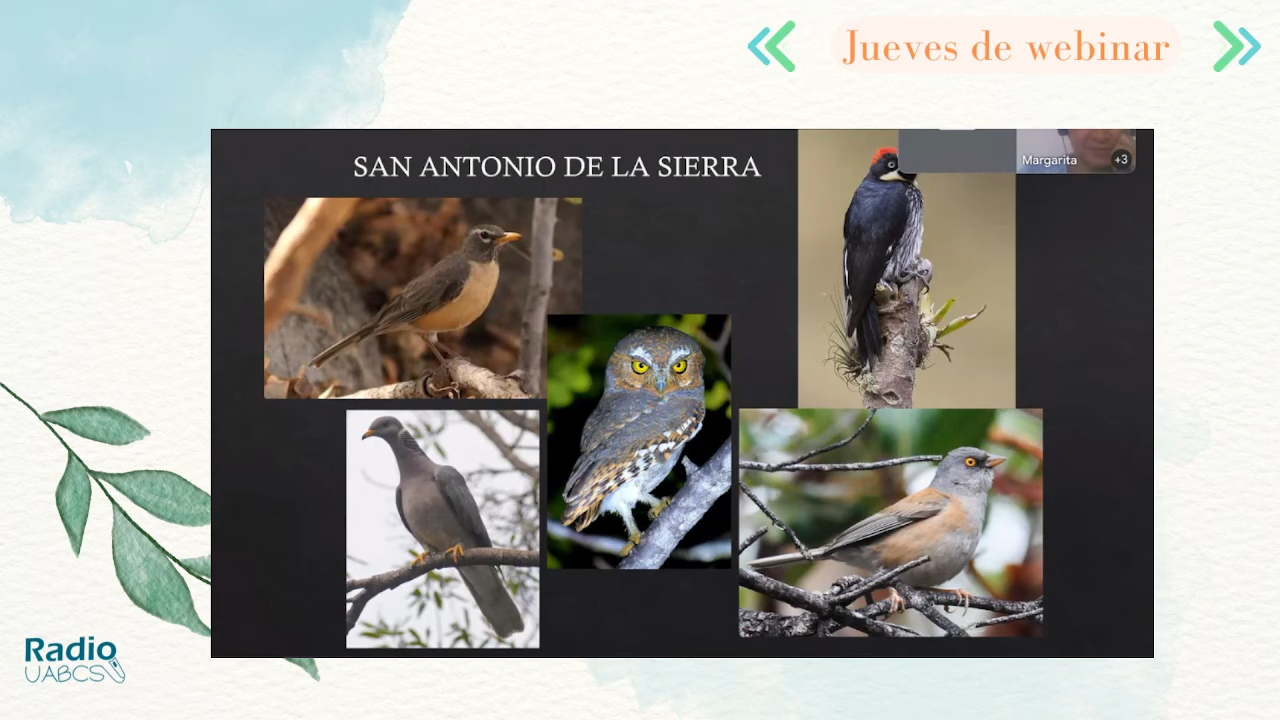 Jueves de webinar
SAN ANTONIO DE LA SIERRA
Margarita
+3
Radio
UABCS